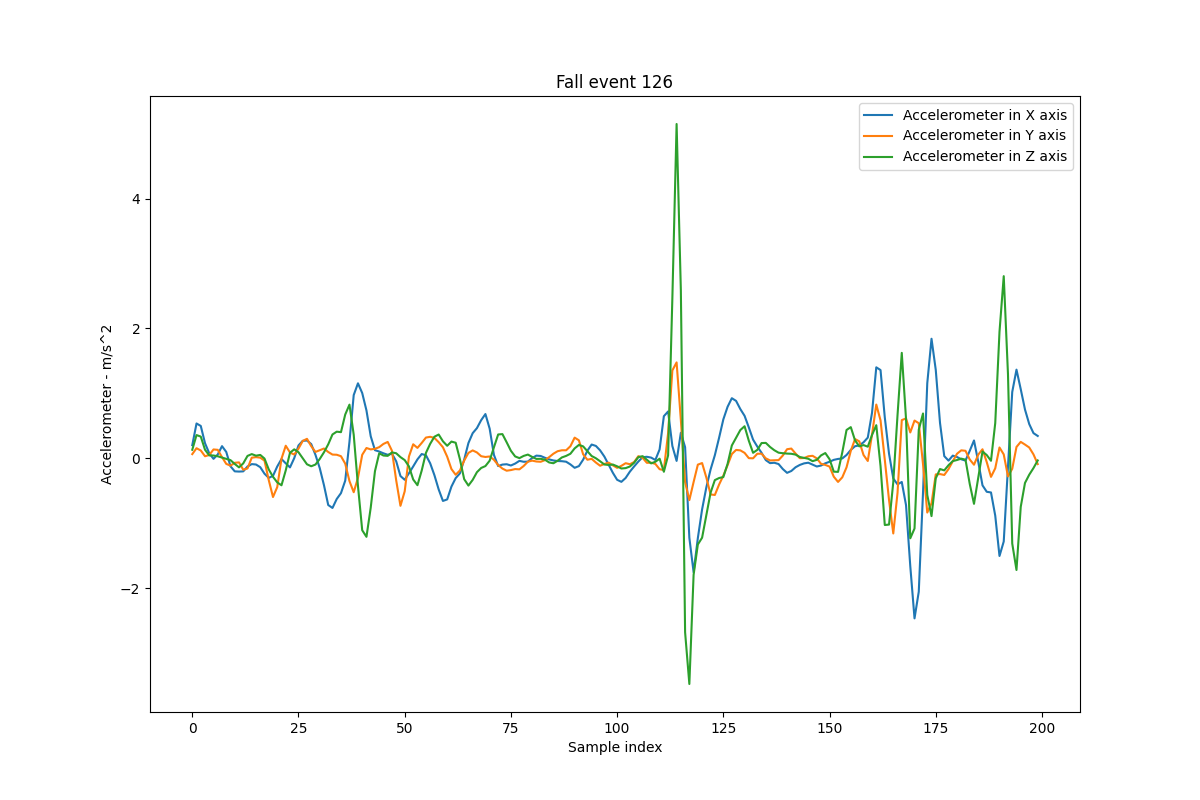 Fall event 126
Accelerometer in X axis
Accelerometer in Y axis
Accelerometer in Z axis
Accelerometer - m/s^2
4
2
0
−2
0 25 50 75 100 125 150 175 200
Sample index